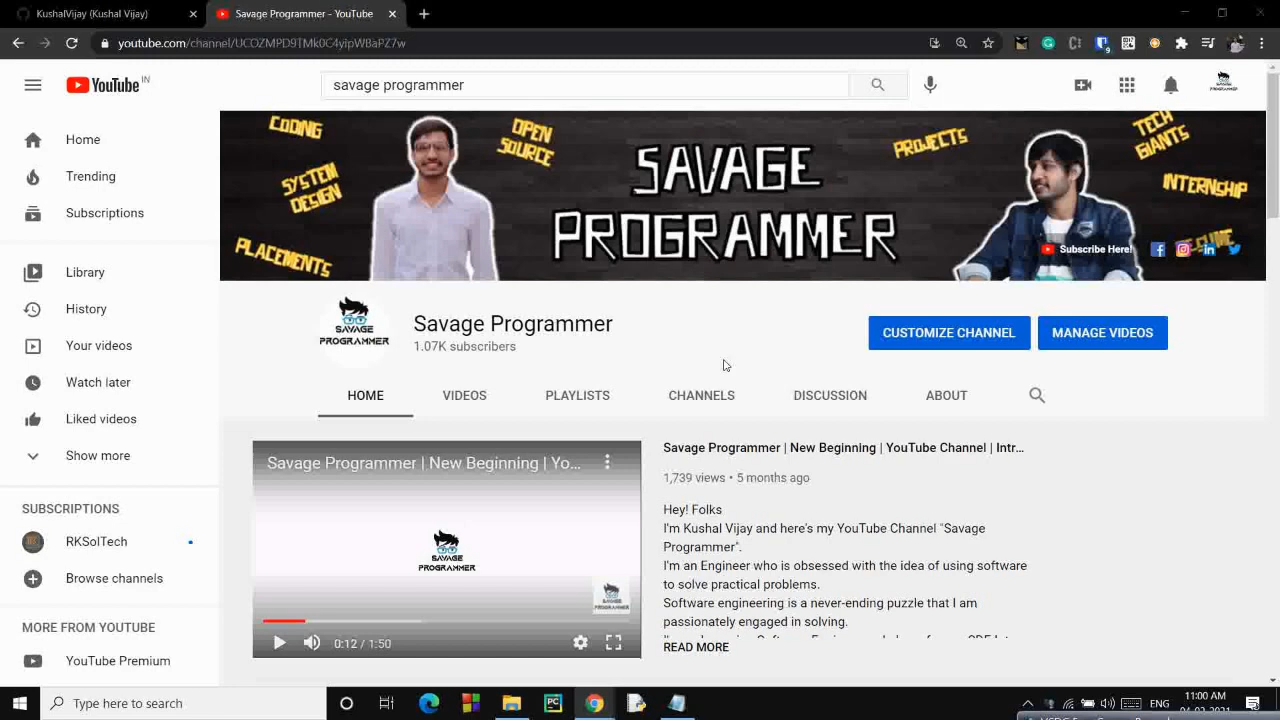 KushalVijay (Kushal Vijay)
Savage Programmer - YouTube
youtube.com/channel/UCOZMPD9TMk0C4yipWBaPZ7w
YouTube IN
savage programmer
Home
Trending
Subscriptions
Library
History
Your videos
Watch later
Liked videos
Show more
SUBSCRIPTIONS
RKSolTech
Browse channels
MORE FROM YOUTUBE
YouTube Premium
CODING
OPEN SOURCE
SYSTEM DESIGN
PLACEMENTS
SAVAGE
PROGRAMMER
PROJECTS
TECH GIANTS
INTERNSHIP
Subscribe Here!
SAVAGE
PROGRAMMER
Savage Programmer
1.07K subscribers
CUSTOMIZE CHANNEL
MANAGE VIDEOS
HOME
VIDEOS
PLAYLISTS
CHANNELS
DISCUSSION
ABOUT
Savage Programmer | New Beginning | Yo...
SAVAGE
PROGRAMMER
SAVAGE
PROGRAMMER
0:12 / 1:50
Savage Programmer | New Beginning | YouTube Channel | Intr...
1,739 views • 5 months ago
Hey! Folks
I'm Kushal Vijay and here's my YouTube Channel "Savage
Programmer".
I'm an Engineer who is obsessed with the idea of using software
to solve practical problems.
Software engineering is a never-ending puzzle that I am
passionately engaged in solving.
READ MORE
Type here to search
ENG
11:00 AM